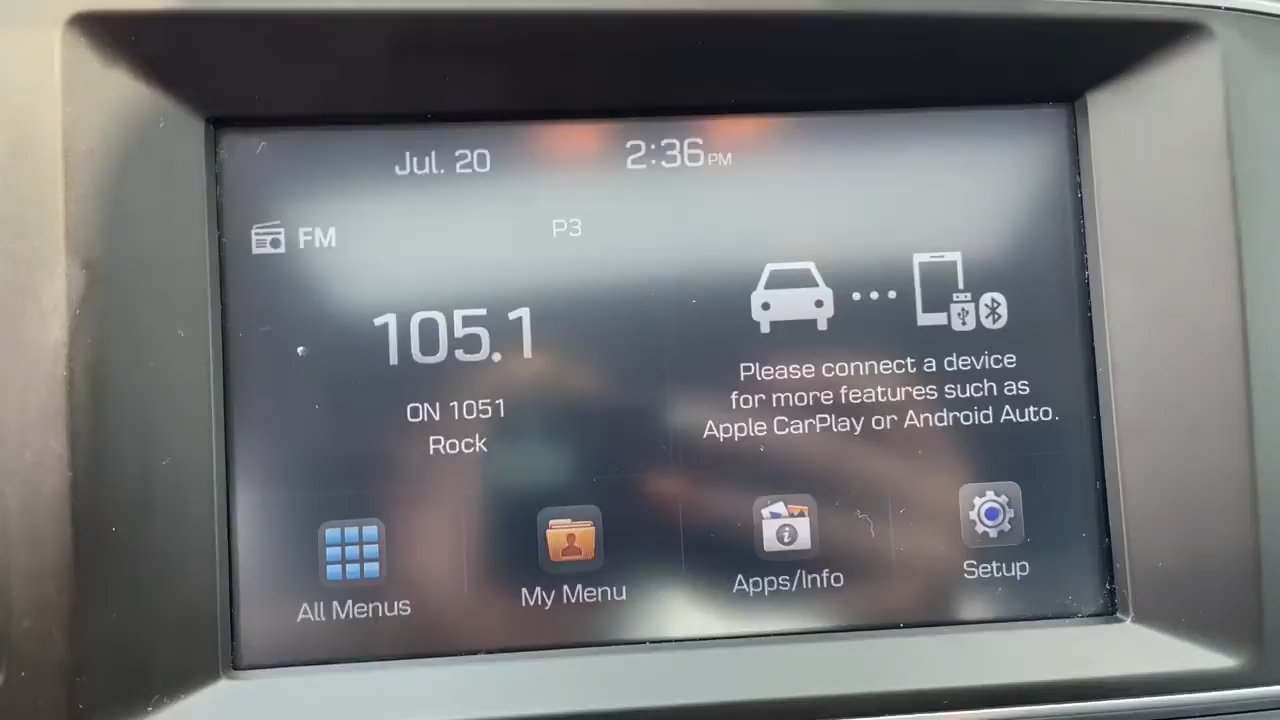 Jul. 20
2:36PM
FM
P3
105.1
ON 1051
Rock
Please connect a device
for more features such as
Apple CarPlay or Android Auto.
All Menus
My Menu
Apps/Info
Setup